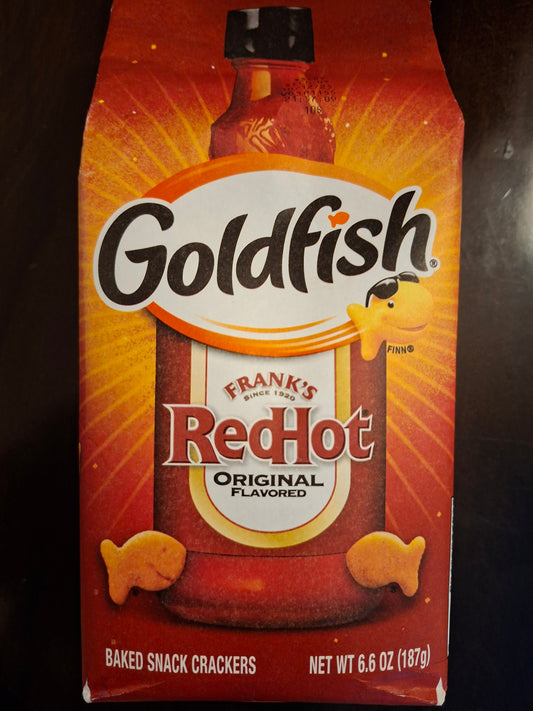 Goldfish®
FINN®
FRANK'S
SINCE 1920
RedHot®
ORIGINAL
FLAVORED
BAKED SNACK CRACKERS
NET WT 6.6 OZ (187g)